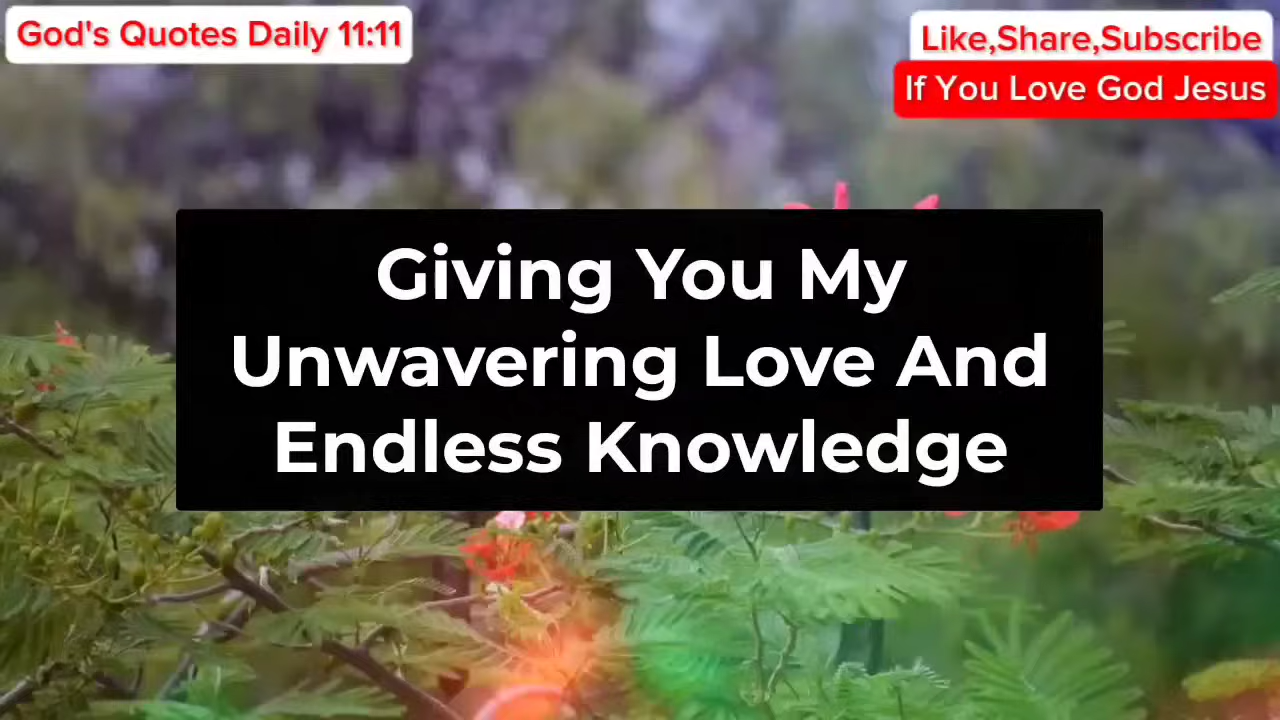 God's Quotes Daily 11:11
Like,Share,Subscribe
If You Love God Jesus
Giving You My
Unwavering Love And
Endless Knowledge